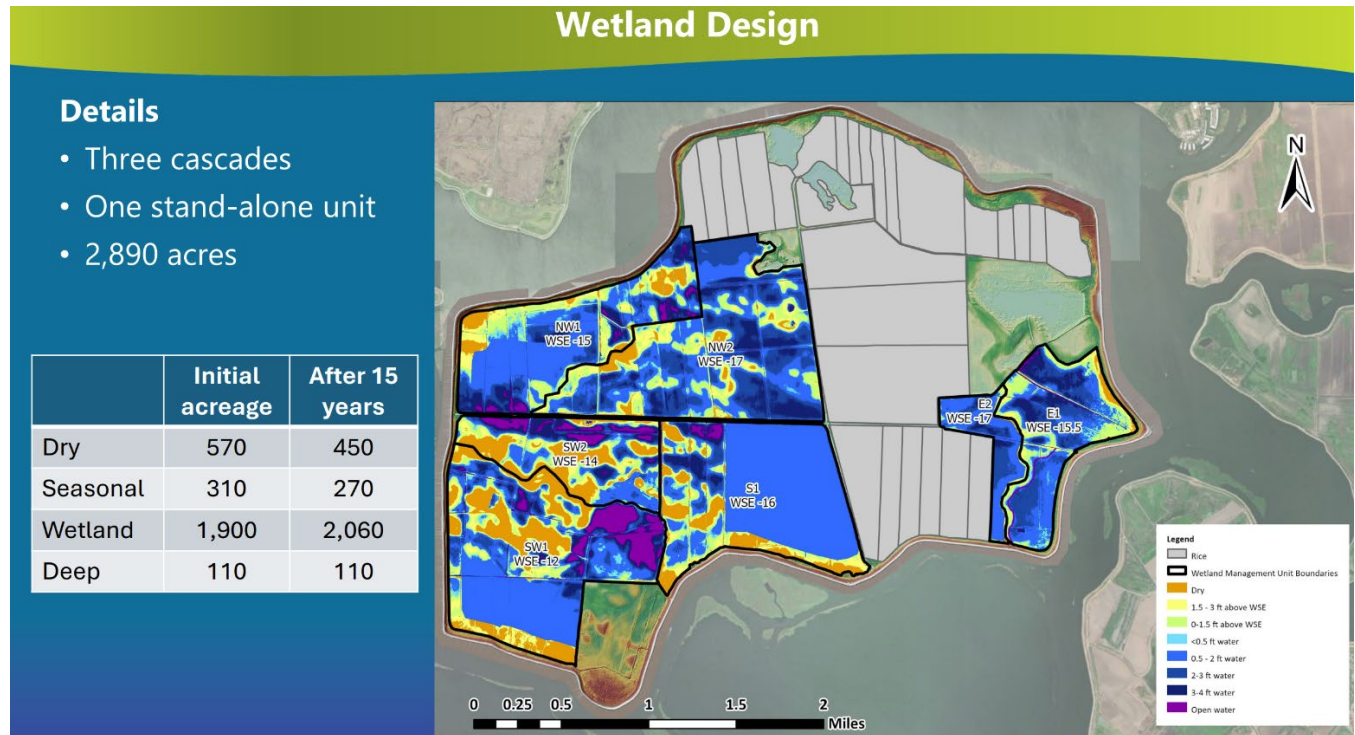 Wetland Design
Details
• Three cascades
• One stand-alone unit
• 2,890 acres
Initial acreage After 15 years
Dry 570 450
Seasonal 310 270
Wetland 1,900 2,060
Deep 110 110
N
NW1
WSE -15
NW2
WSE -17
E2
WSE -17
E1
WSE -15.5
SW2
WSE -14
S1
WSE -16
SW1
WSE -12
Legend
Rice
Wetland Management Unit Boundaries
Dry
1.5 - 3 ft above WSE
0-1.5 ft above WSE
<0.5 ft water
0.5 - 2 ft water
2-3 ft water
3-4 ft water
Open water
0 0.25 0.5 1 1.5 2
Miles